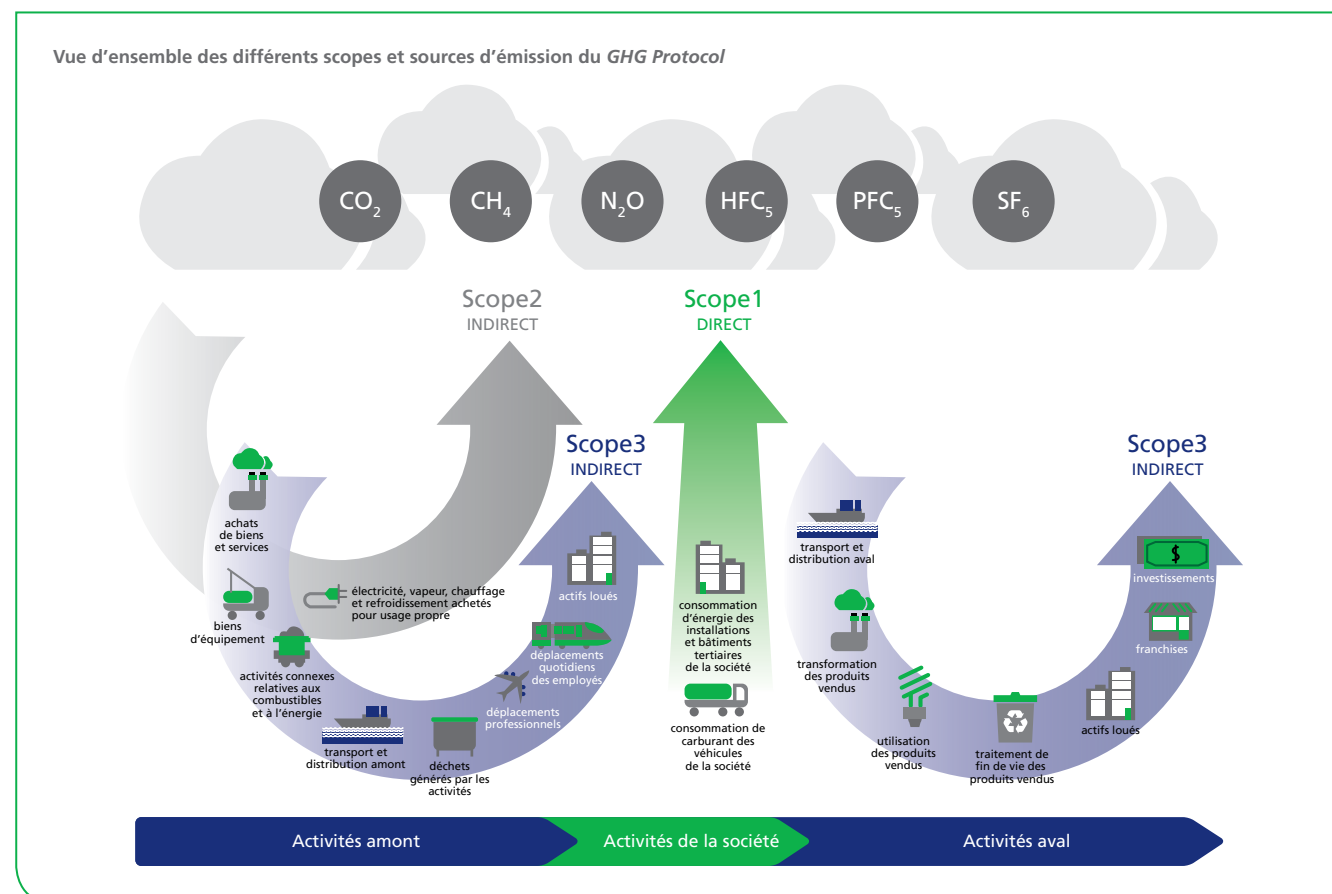 Vue d'ensemble des différents scopes et sources d'émission du GHG Protocol
CO₂
CH₄
N₂O
HFC₅
PFC₅
SF₆
Scope2
INDIRECT
Scope1
DIRECT
Scope3
INDIRECT
Scope3
INDIRECT
achats
de biens
et services
biens
d'équipement
électricité, vapeur, chauffage
et refroidissement achetés
pour usage propre
activités connexes
relatives aux
combustibles
et à l'énergie
transport et
distribution amont
déchets
générés par les
activités
déplacements
professionnels
déplacements
quotidiens
des employés
actifs loués
consommation
d'énergie des
installations
et bâtiments
tertiaires
de la société
consommation de
carburant des
véhicules
de la société
transport et
distribution aval
transformation
des produits
vendus
utilisation
des produits
vendus
traitement de
fin de vie des
produits vendus
actifs loués
franchises
$
investissements
Activités amont
Activités de la société
Activités aval